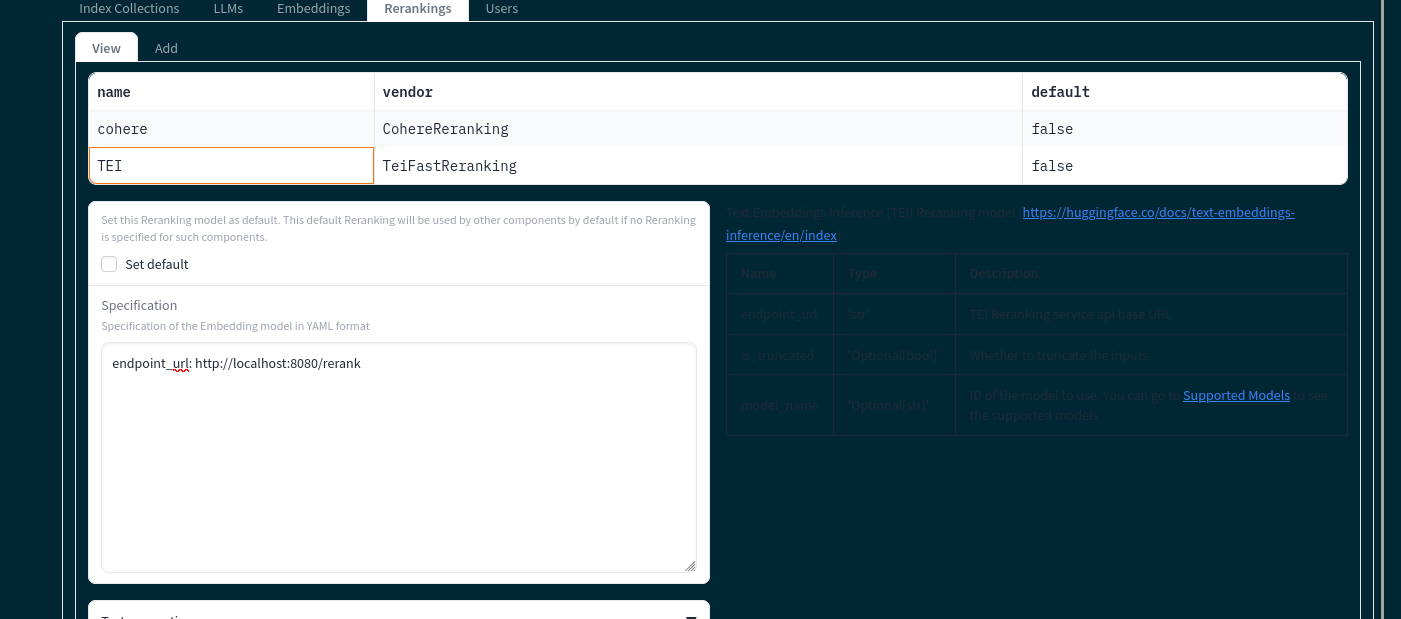 Index Collections LLMs Embeddings Rerankings Users
View Add
name vendor default
cohere CohereReranking false
TEI TeiFastReranking false
Set this Reranking model as default. This default Reranking will be used by other components by default if no Reranking
is specified for such components.
Set default
Specification
Specification of the Embedding model in YAML format
endpoint_url: http://localhost:8080/rerank
Text Embeddings Inference (TEI) Reranking model (https://huggingface.co/docs/text-embeddings-
inference/en/index
Name Type Description
endpoint_url 'str' TEI Reranking service api base URL
is_truncated 'Optional[bool]' Whether to truncate the inputs
model_name 'Optional[str]' ID of the model to use. You can go to Supported Models to see
the supported models